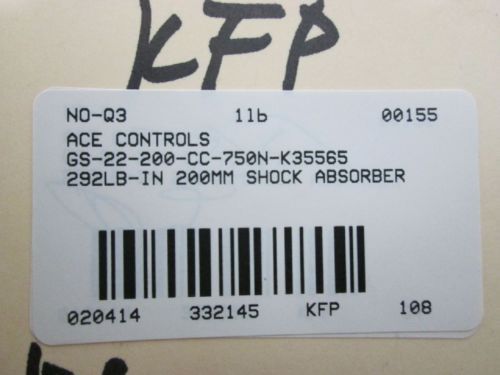 KFP
NO-Q3 1lb 00155
ACE CONTROLS
GS-22-200-CC-750N-K35565
292LB-IN 200MM SHOCK ABSORBER
020414 332145 KFP 108